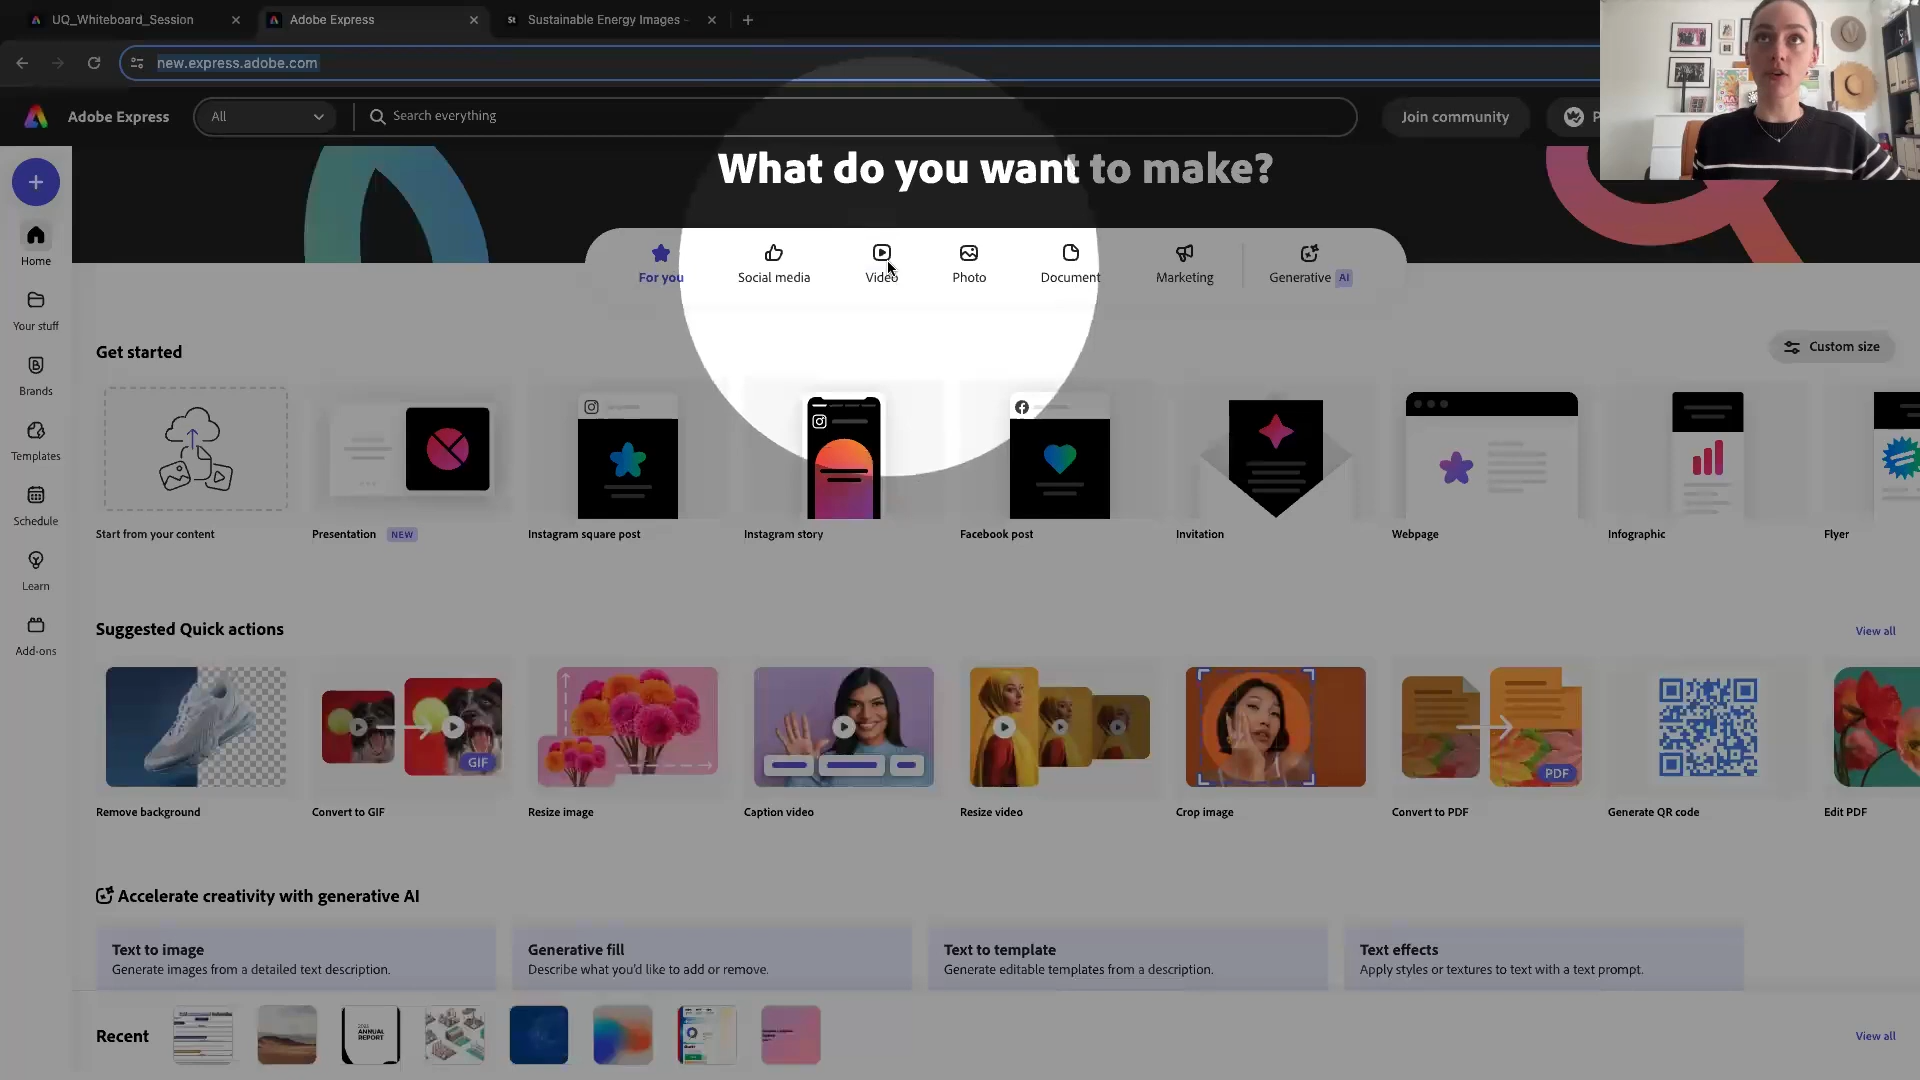 UQ_Whiteboard_Session
Adobe Express
Sustainable Energy Images -
new.express.adobe.com
Adobe Express
All
Search everything
Join community
What do you want to make?
For you
Social media
Video
Photo
Document
Marketing
Generative AI
Home
Your stuff
Brands
Templates
Schedule
Learn
Add-ons
Get started
Custom size
Start from your content
Presentation NEW
Instagram square post
Instagram story
Facebook post
Invitation
Webpage
Infographic
Flyer
Suggested Quick actions
View all
GIF
PDF
Remove background
Convert to GIF
Resize image
Caption video
Resize video
Crop image
Convert to PDF
Generate QR code
Edit PDF
Accelerate creativity with generative AI
Text to image
Generate images from a detailed text description.
Generative fill
Describe what you'd like to add or remove.
Text to template
Generate editable templates from a description.
Text effects
Apply styles or textures to text with a text prompt.
Recent
ANNUAL
REPORT
View all